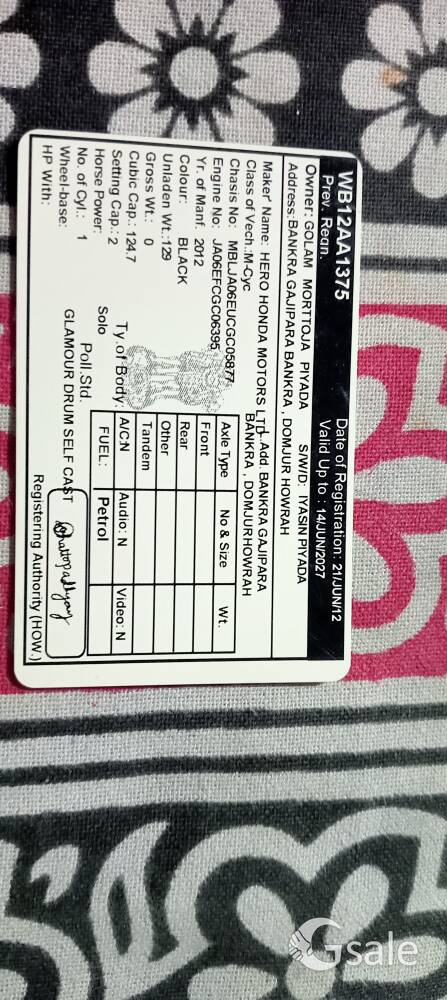 WB12AA1375 Date of Registration: 21/JUN/12
Prev. Regn. Valid Up to : 14/JUN/2027
Owner: GOLAM MORTTOJA PIYADA S/W/D: IYASIN PIYADA
Address: BANKRA GAJIPARA BANKRA , DOMJUR HOWRAH
Maker' Name: HERO HONDA MOTORS LTD. Add. BANKRA GAJIPARA
Class of Vech.:M-Cyc BANKRA , DOMJURHOWRAH
Chasis No: MBLJA06EUCGC05877
Engine No: JA06EFCGC06395
Yr. of Manf. 2012
Colour: BLACK
Unladen Wt.:129
Gross Wt.: 0
Cubic Cap.: 124.7
Setting Cap.: 2
Horse Power:
No. of Cyl.: 1
Wheel-base:
HP With:
Axle Type No & Size Wt.
Front
Rear
Other
Tandem
Ty.of Body: A/C:N Audio: N Video: N
Solo FUEL: Petrol
Poll.Std.
GLAMOUR DRUM SELF CAST
Registering Authority (HOW.)
Gsale